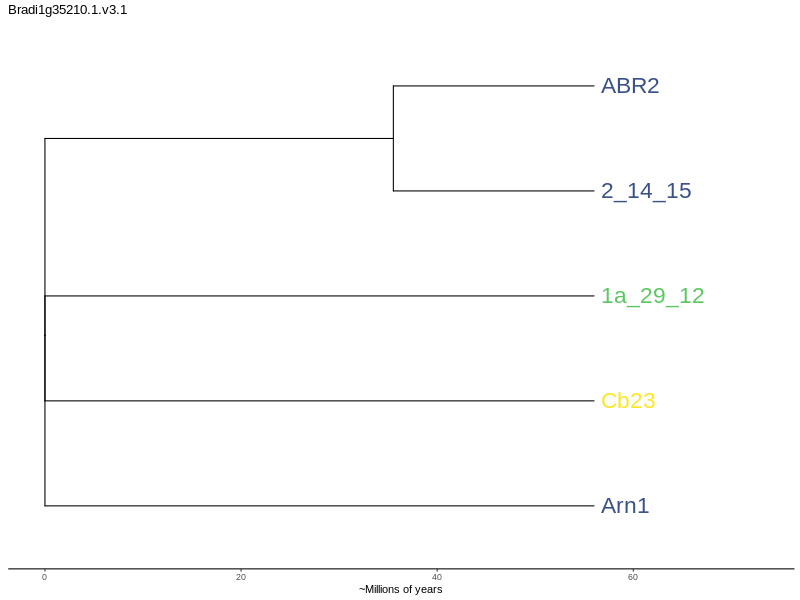 Bradi1g35210.1.v3.1
ABR2
2_14_15
1a_29_12
Cb23
Arn1
0 20 40 60
~Millions of years